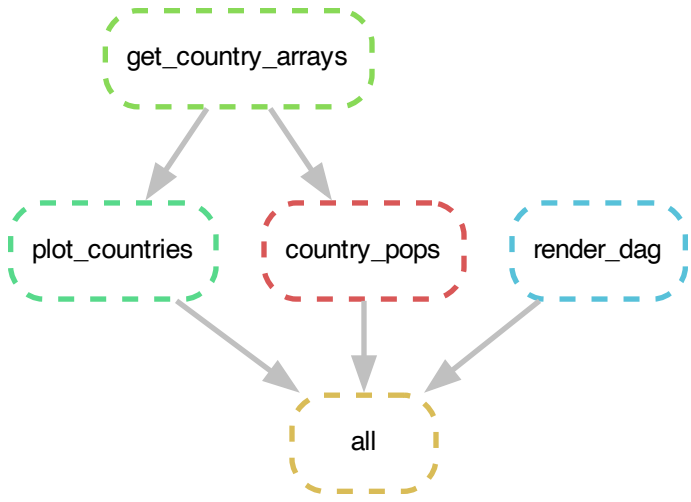 get_country_arrays
plot_countries
country_pops
render_dag
all